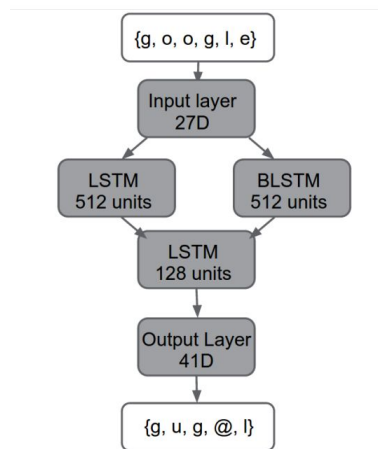 {g, o, o, g, l, e}
Input layer
27D
LSTM
512 units
BLSTM
512 units
LSTM
128 units
Output Layer
41D
{g, u, g, @, l}